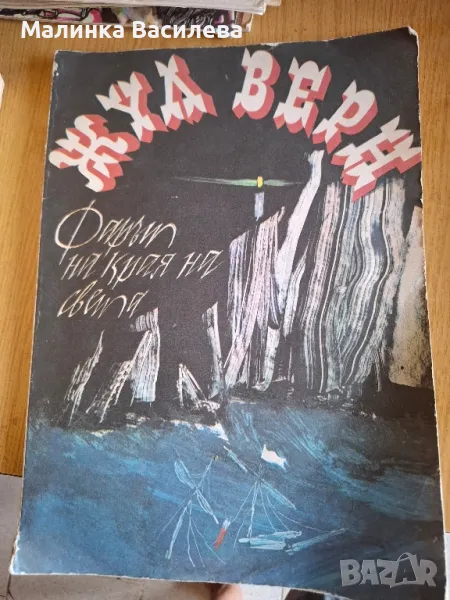 Малинка Василева
ЖУЛ ВЕРН
Фарът
на края на
света
BAZAR